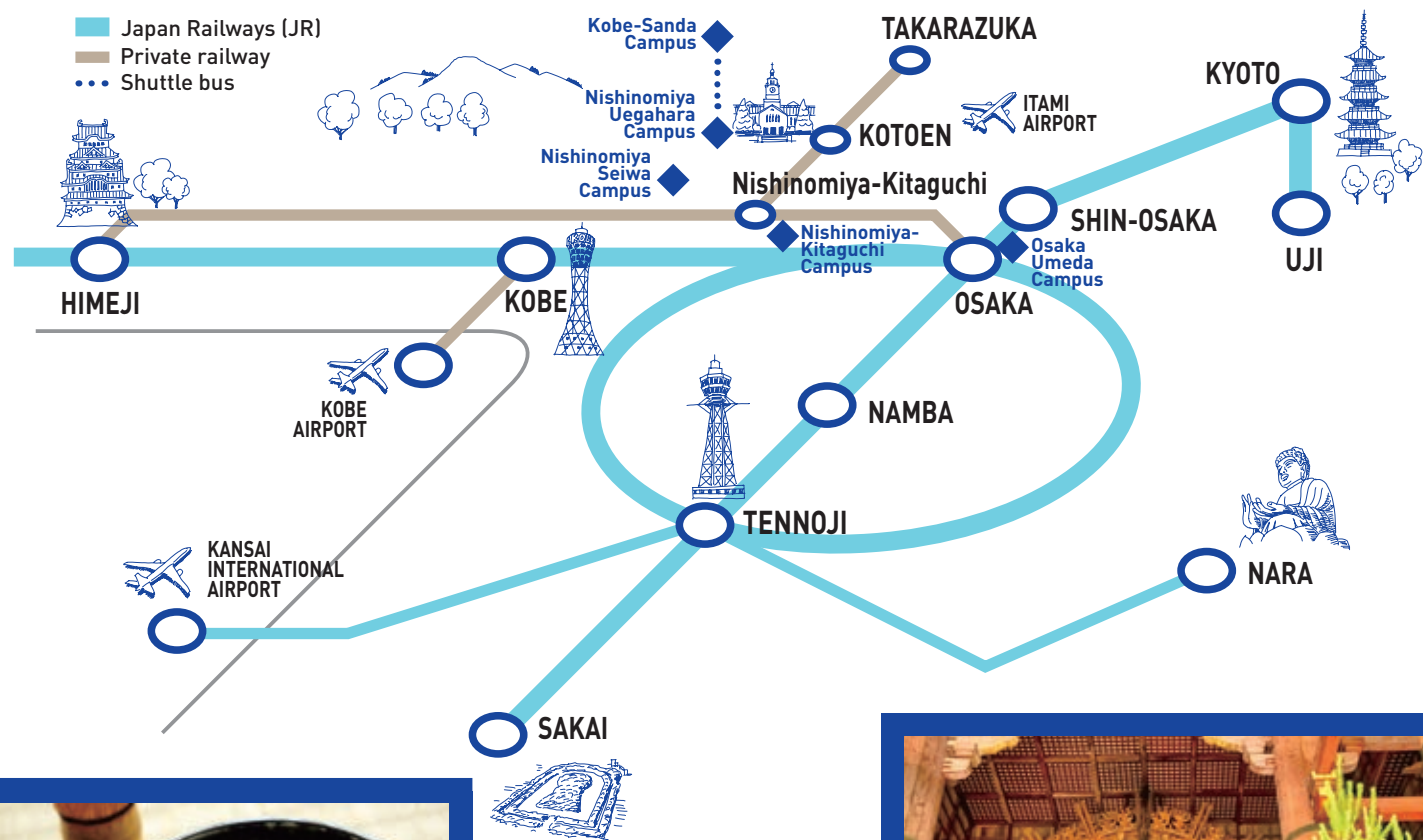 Japan Railways (JR)
Private railway
Shuttle bus
Kobe-Sanda
Campus
TAKARAZUKA
Nishinomiya
Uegahara
Campus
KOTOEN
ITAMI
AIRPORT
KYOTO
Nishinomiya
Seiwa
Campus
Nishinomiya-Kitaguchi
Nishinomiya-
Kitaguchi
Campus
SHIN-OSAKA
Osaka
Umeda
Campus
UJI
HIMEJI
KOBE
OSAKA
KOBE
AIRPORT
NAMBA
TENNOJI
KANSAI
INTERNATIONAL
AIRPORT
NARA
SAKAI